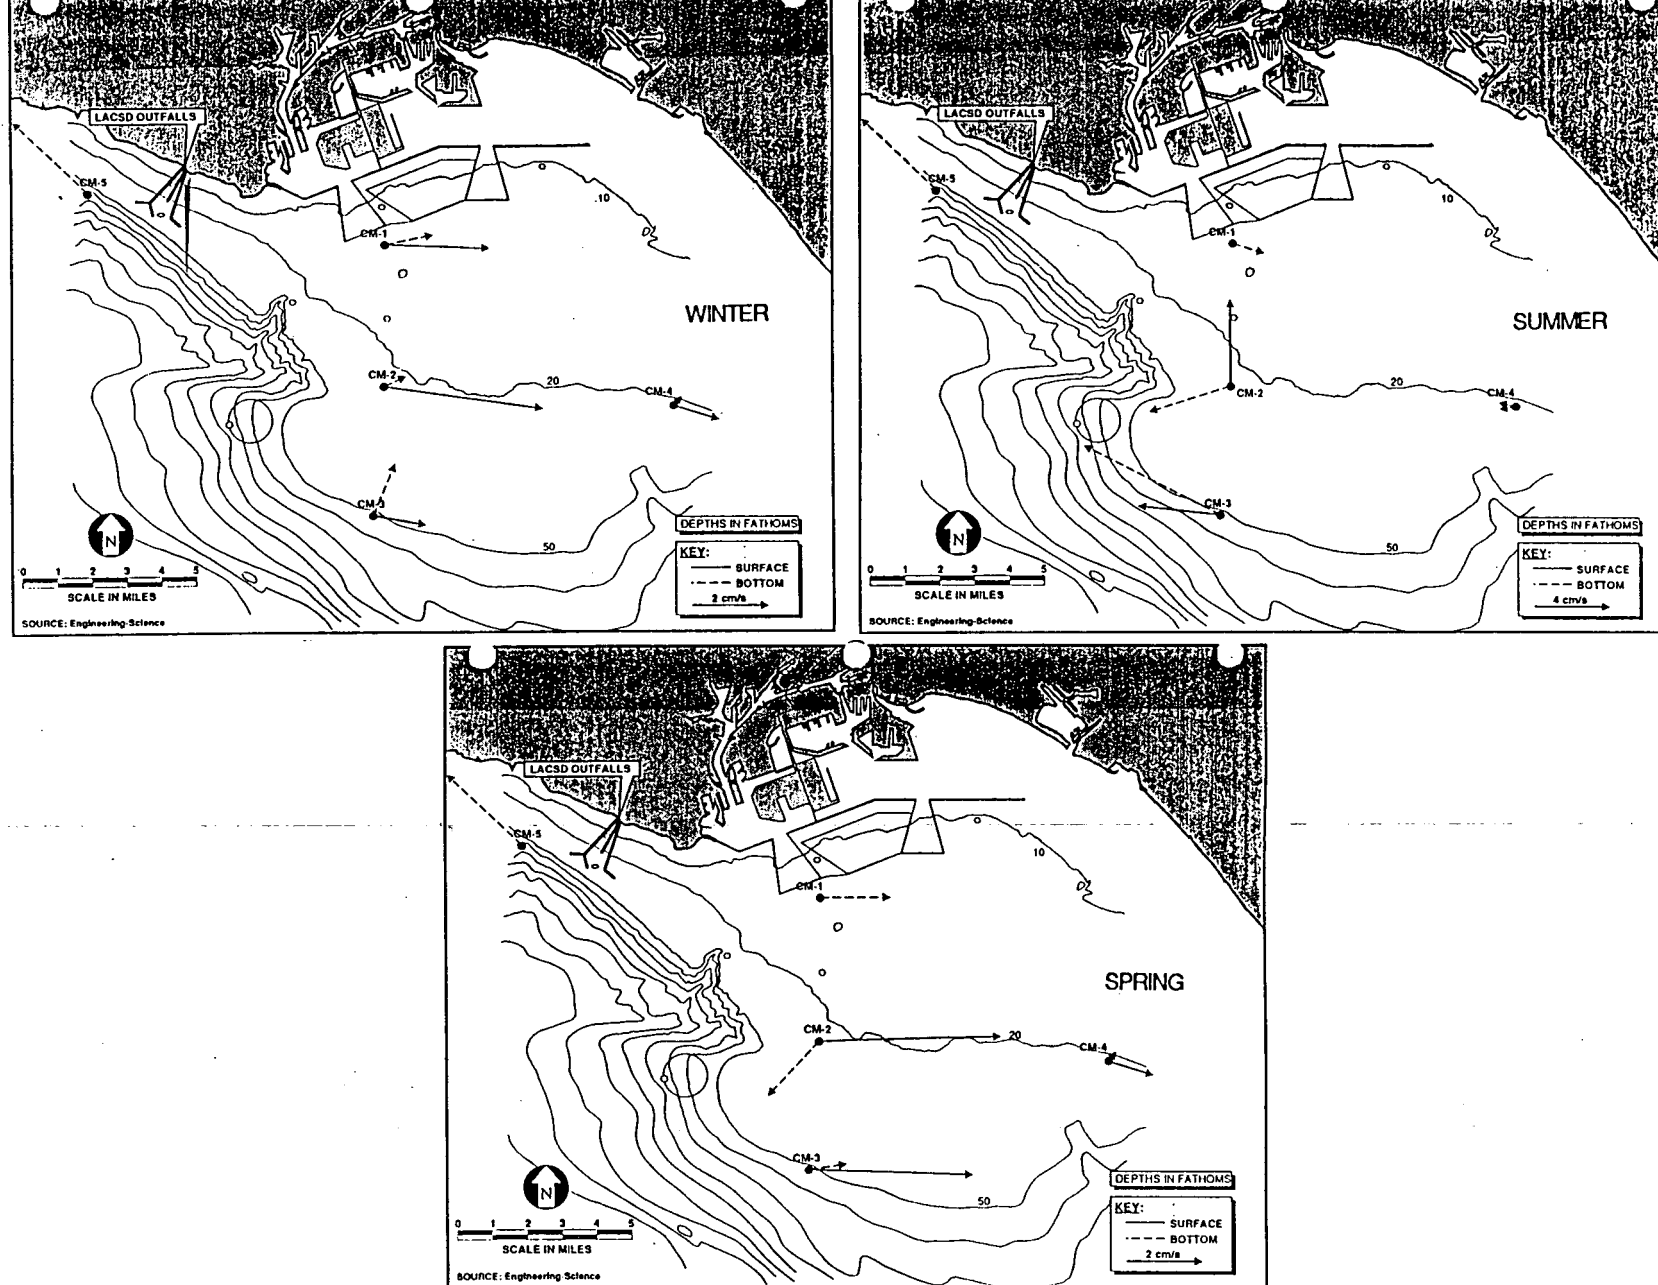 LACSD OUTFALLS
CM-5
.10
CM-1
WINTER
CM-2
20
CM-4
CM-3
50
N
DEPTHS IN FATHOMS
KEY:
SURFACE
BOTTOM
2 cm/s
0 1 2 3 4 5
SCALE IN MILES
SOURCE: Engineering-Science
LACSD OUTFALLS
CM-5
10
CM-1
SUMMER
CM-2
20
CM-4
CM-3
50
N
DEPTHS IN FATHOMS
KEY:
SURFACE
BOTTOM
4 cm/s
0 1 2 3 4 5
SCALE IN MILES
SOURCE: Engineering-Science
LACSD OUTFALLS
CM-5
10
CM-1
SPRING
CM-2
20
CM-4
CM-3
50
N
DEPTHS IN FATHOMS
KEY:
SURFACE
BOTTOM
2 cm/s
0 1 2 3 4 5
SCALE IN MILES
SOURCE: Engineering-Science